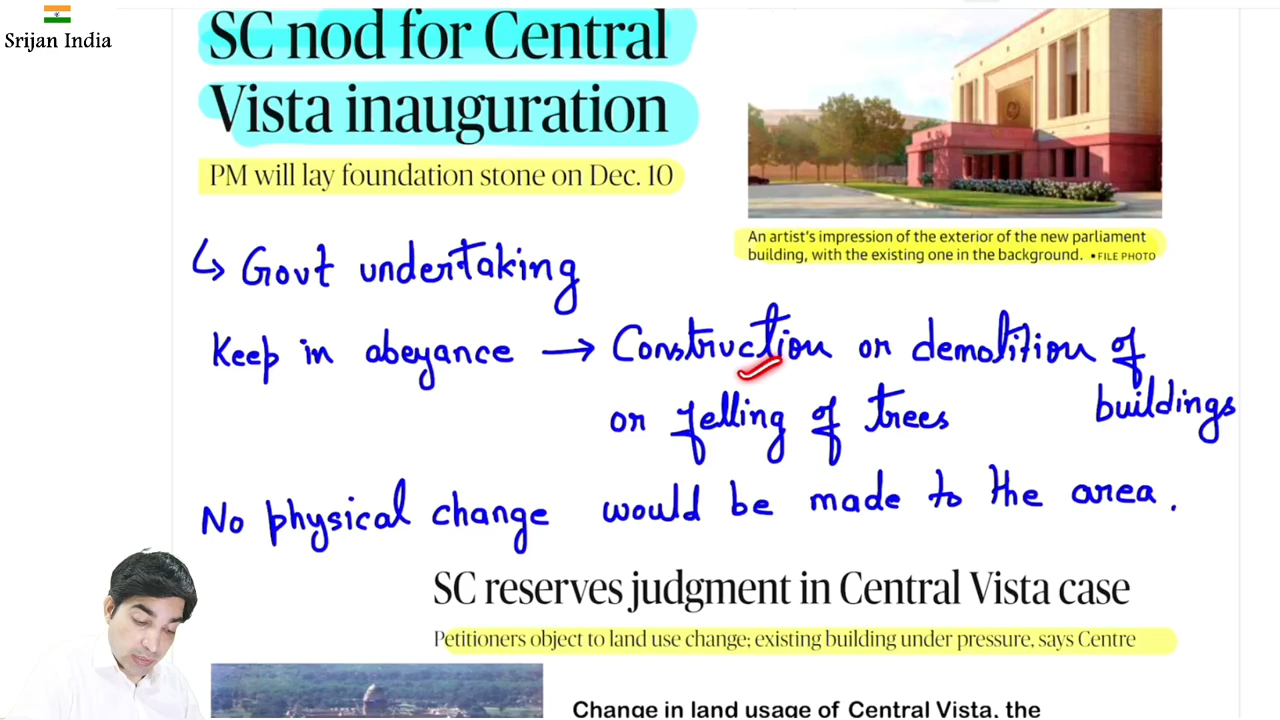 Srijan India
SC nod for Central
Vista inauguration
PM will lay foundation stone on Dec. 10
An artist's impression of the exterior of the new parliament
building, with the existing one in the background. ▪FILE PHOTO
↳ Govt undertaking
Keep in abeyance → Construction or demolition of
buildings
or felling of trees
No physical change would be made to the area.
SC reserves judgment in Central Vista case
Petitioners object to land use change; existing building under pressure, says Centre
Change in land usage of Central Vista, the